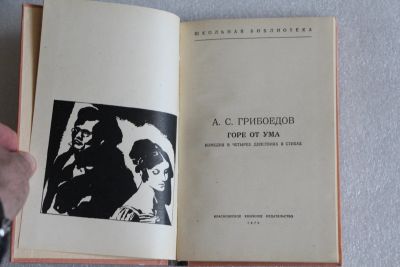 ШКОЛЬНАЯ БИБЛИОТЕКА
А. С. ГРИБОЕДОВ
ГОРЕ ОТ УМА
КОМЕДИЯ В ЧЕТЫРЕХ ДЕЙСТВИЯХ В СТИХАХ
КРАСНОЯРСКОЕ КНИЖНОЕ ИЗДАТЕЛЬСТВО